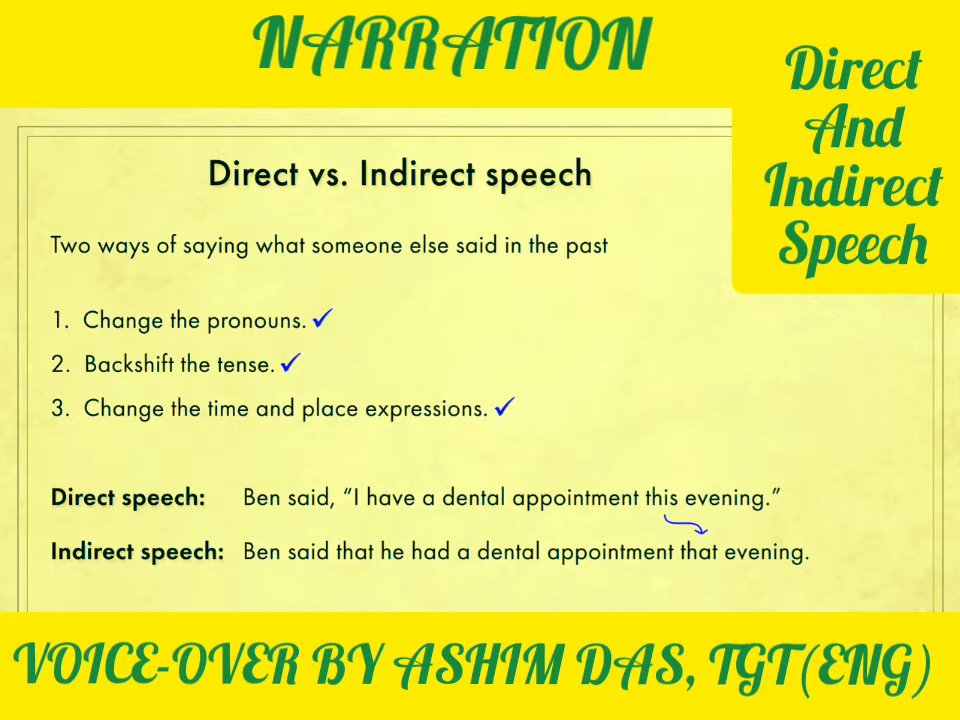 NARRATION
Direct
And
Indirect
Speech
Direct vs. Indirect speech
Two ways of saying what someone else said in the past
1. Change the pronouns. ✓
2. Backshift the tense. ✓
3. Change the time and place expressions. ✓
Direct speech: Ben said, “I have a dental appointment this evening.”
Indirect speech: Ben said that he had a dental appointment that evening.
VOICE-OVER BY ASHIM DAS, TGT(ENG)